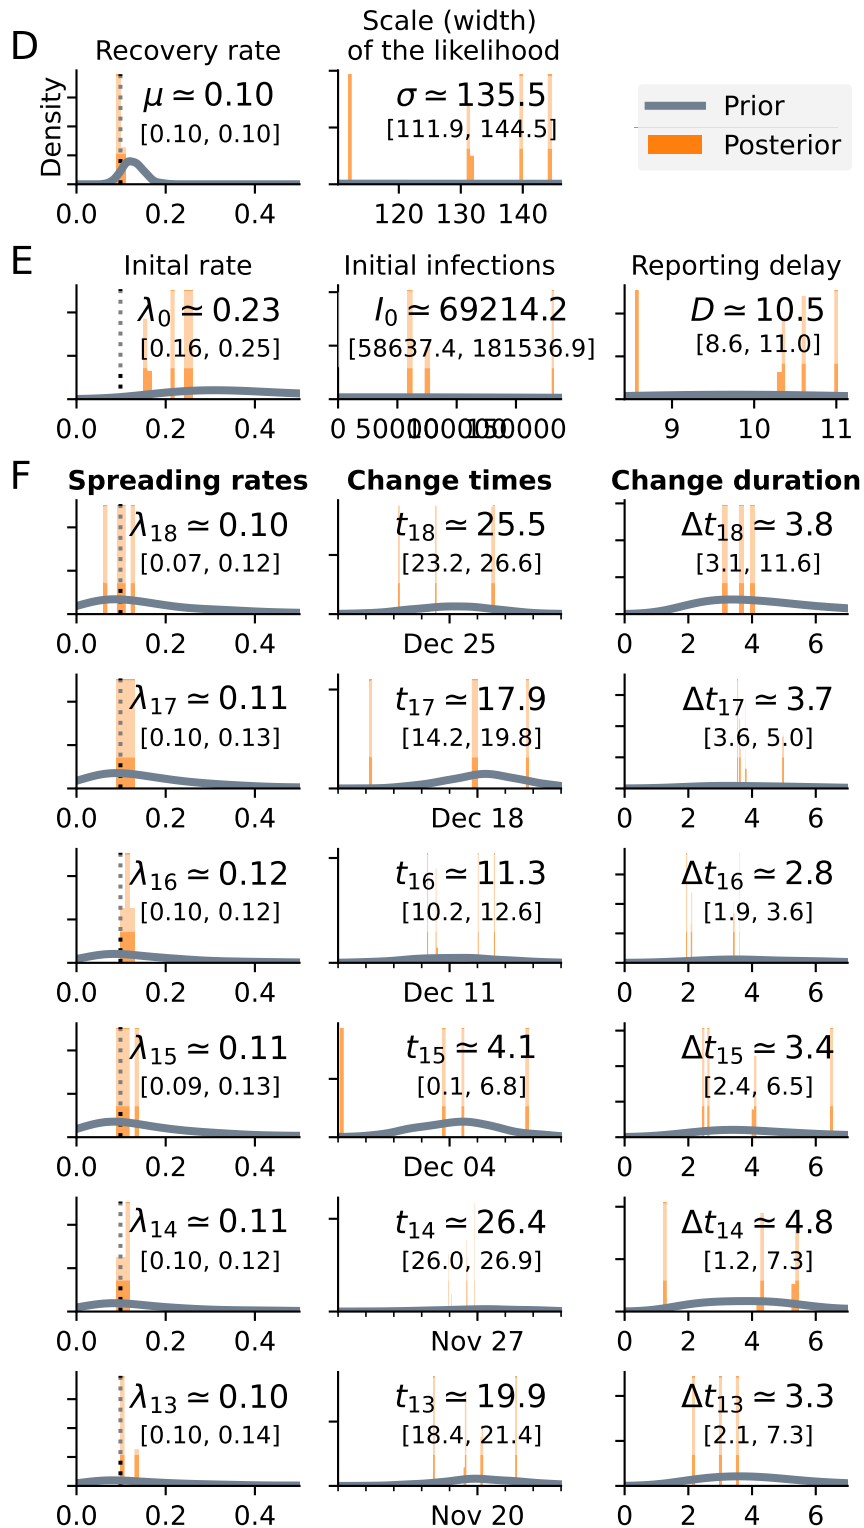 D
Recovery rate
Scale (width)
of the likelihood
Density
μ ≃ 0.10
[0.10, 0.10]
σ ≃ 135.5
[111.9, 144.5]
Prior
Posterior
0.0 0.2 0.4
120 130 140
E
Inital rate
Initial infections
Reporting delay
λ0 ≃ 0.23
[0.16, 0.25]
I0 ≃ 69214.2
[58637.4, 181536.9]
D ≃ 10.5
[8.6, 11.0]
0.0 0.2 0.4
0 50000 100000 150000
9 10 11
F
Spreading rates Change times Change duration
λ18 ≃ 0.10 t18 ≃ 25.5 Δt18 ≃ 3.8
[0.07, 0.12] [23.2, 26.6] [3.1, 11.6]
0.0 0.2 0.4 Dec 25 0 2 4 6
λ17 ≃ 0.11 t17 ≃ 17.9 Δt17 ≃ 3.7
[0.10, 0.13] [14.2, 19.8] [3.6, 5.0]
0.0 0.2 0.4 Dec 18 0 2 4 6
λ16 ≃ 0.12 t16 ≃ 11.3 Δt16 ≃ 2.8
[0.10, 0.12] [10.2, 12.6] [1.9, 3.6]
0.0 0.2 0.4 Dec 11 0 2 4 6
λ15 ≃ 0.11 t15 ≃ 4.1 Δt15 ≃ 3.4
[0.09, 0.13] [0.1, 6.8] [2.4, 6.5]
0.0 0.2 0.4 Dec 04 0 2 4 6
λ14 ≃ 0.11 t14 ≃ 26.4 Δt14 ≃ 4.8
[0.10, 0.12] [26.0, 26.9] [1.2, 7.3]
0.0 0.2 0.4 Nov 27 0 2 4 6
λ13 ≃ 0.10 t13 ≃ 19.9 Δt13 ≃ 3.3
[0.10, 0.14] [18.4, 21.4] [2.1, 7.3]
0.0 0.2 0.4 Nov 20 0 2 4 6